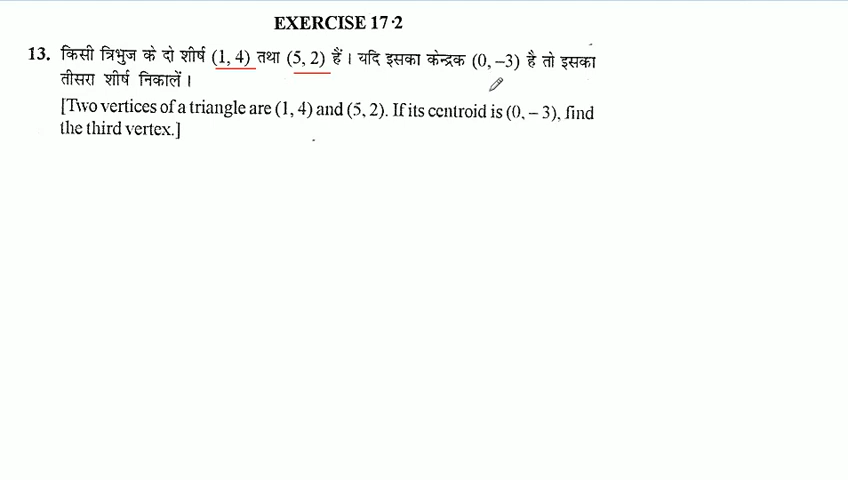 EXERCISE 17·2
13. किसी त्रिभुज के दो शीर्ष (1, 4) तथा (5, 2) हैं। यदि इसका केन्द्रक (0, –3) है तो इसका
तीसरा शीर्ष निकालें।
[Two vertices of a triangle are (1, 4) and (5, 2). If its centroid is (0, – 3), find
the third vertex.]